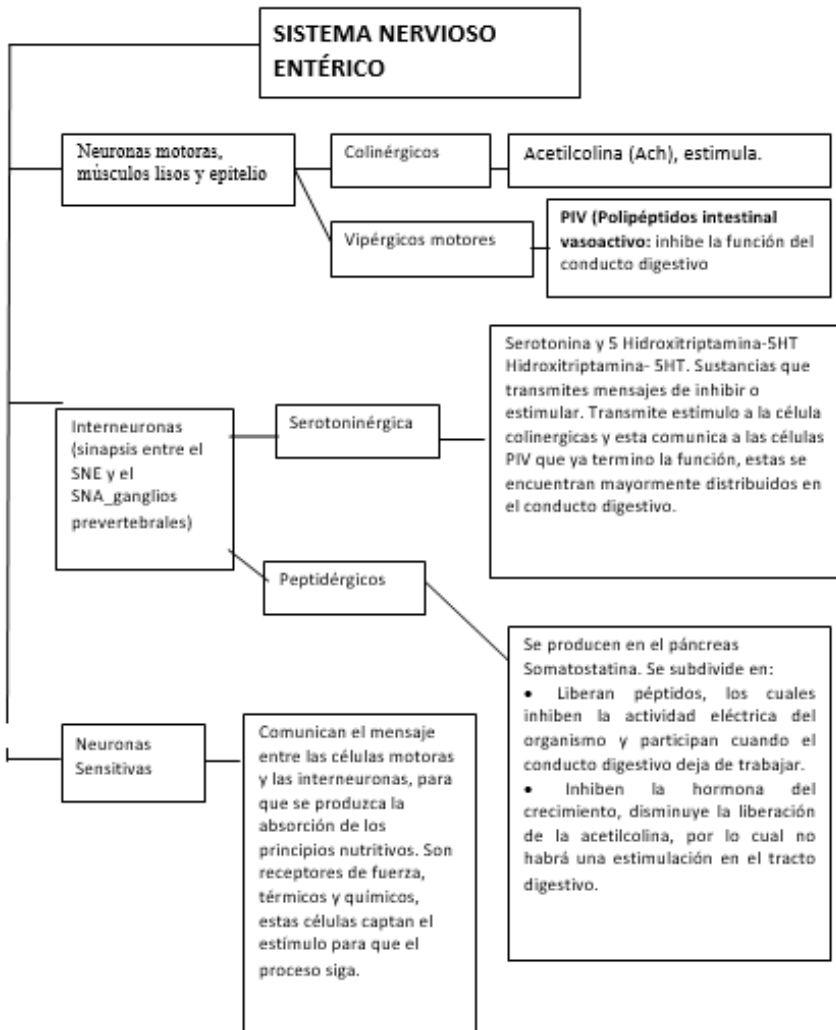 SISTEMA NERVIOSO
ENTÉRICO
Neuronas motoras,
músculos lisos y epitelio
Colinérgicos
Acetilcolina (Ach), estimula.
Vipérgicos motores
PIV (Polipéptidos intestinal
vasoactivo: inhibe la función del
conducto digestivo
Interneuronas
(sinapsis entre el
SNE y el
SNA_ganglios
prevertebrales)
Serotoninérgica
Serotonina y 5 Hidroxitriptamina-5HT
Hidroxitriptamina- 5HT. Sustancias que
transmites mensajes de inhibir o
estimular. Transmite estímulo a la célula
colinergicas y esta comunica a las células
PIV que ya termino la función, estas se
encuentran mayormente distribuidos en
el conducto digestivo.
Peptidérgicos
Se producen en el páncreas
Somatostatina. Se subdivide en:
• Liberan péptidos, los cuales
inhiben la actividad eléctrica del
organismo y participan cuando el
conducto digestivo deja de trabajar.
• Inhiben la hormona del
crecimiento, disminuye la liberación
de la acetilcolina, por lo cual no
habrá una estimulación en el tracto
digestivo.
Neuronas
Sensitivas
Comunican el mensaje
entre las células motoras
y las interneuronas, para
que se produzca la
absorción de los
principios nutritivos. Son
receptores de fuerza,
térmicos y químicos,
estas células captan el
estímulo para que el
proceso siga.